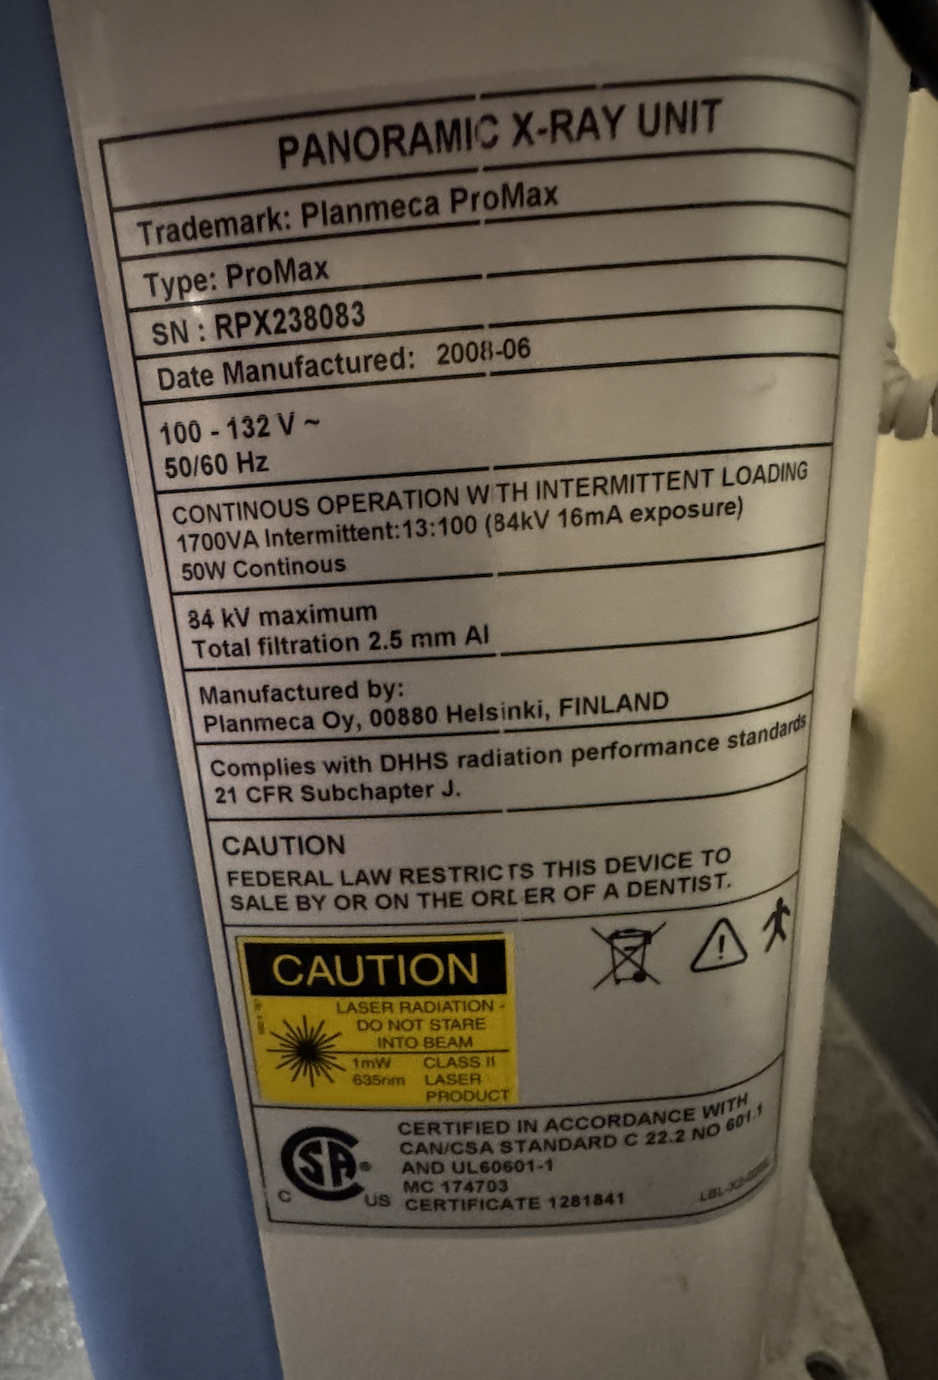 PANORAMIC X-RAY UNIT
Trademark: Planmeca ProMax
Type: ProMax
SN : RPX238083
Date Manufactured: 2008-06
100 - 132 V ~
50/60 Hz
CONTINOUS OPERATION WITH INTERMITTENT LOADING
1700VA Intermittent:13:100 (84kV 16mA exposure)
50W Continous
84 kV maximum
Total filtration 2.5 mm Al
Manufactured by:
Planmeca Oy, 00880 Helsinki, FINLAND
Complies with DHHS radiation performance standards
21 CFR Subchapter J.
CAUTION
FEDERAL LAW RESTRICTS THIS DEVICE TO
SALE BY OR ON THE ORDER OF A DENTIST.
CAUTION
LASER RADIATION -
DO NOT STARE
INTO BEAM
1mW CLASS II
635nm LASER
PRODUCT
CSA®
C US
CERTIFIED IN ACCORDANCE WITH
CAN/CSA STANDARD C 22.2 NO 601.1
AND UL60601-1
MC 174703
CERTIFICATE 1281841